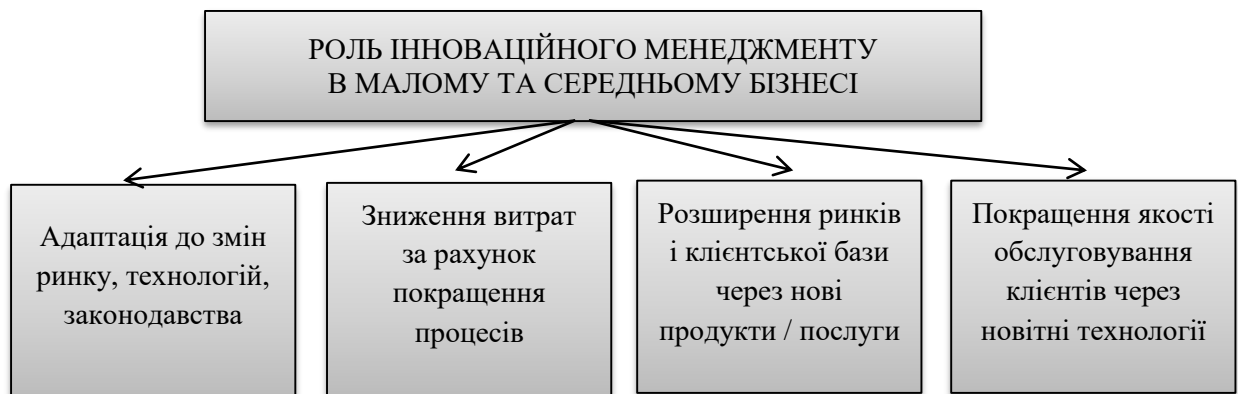 РОЛЬ ІННОВАЦІЙНОГО МЕНЕДЖМЕНТУ
В МАЛОМУ ТА СЕРЕДНЬОМУ БІЗНЕСІ
Адаптація до змін
ринку, технологій,
законодавства
Зниження витрат
за рахунок
покращення
процесів
Розширення ринків
і клієнтської бази
через нові
продукти / послуги
Покращення якості
обслуговування
клієнтів через
новітні технології